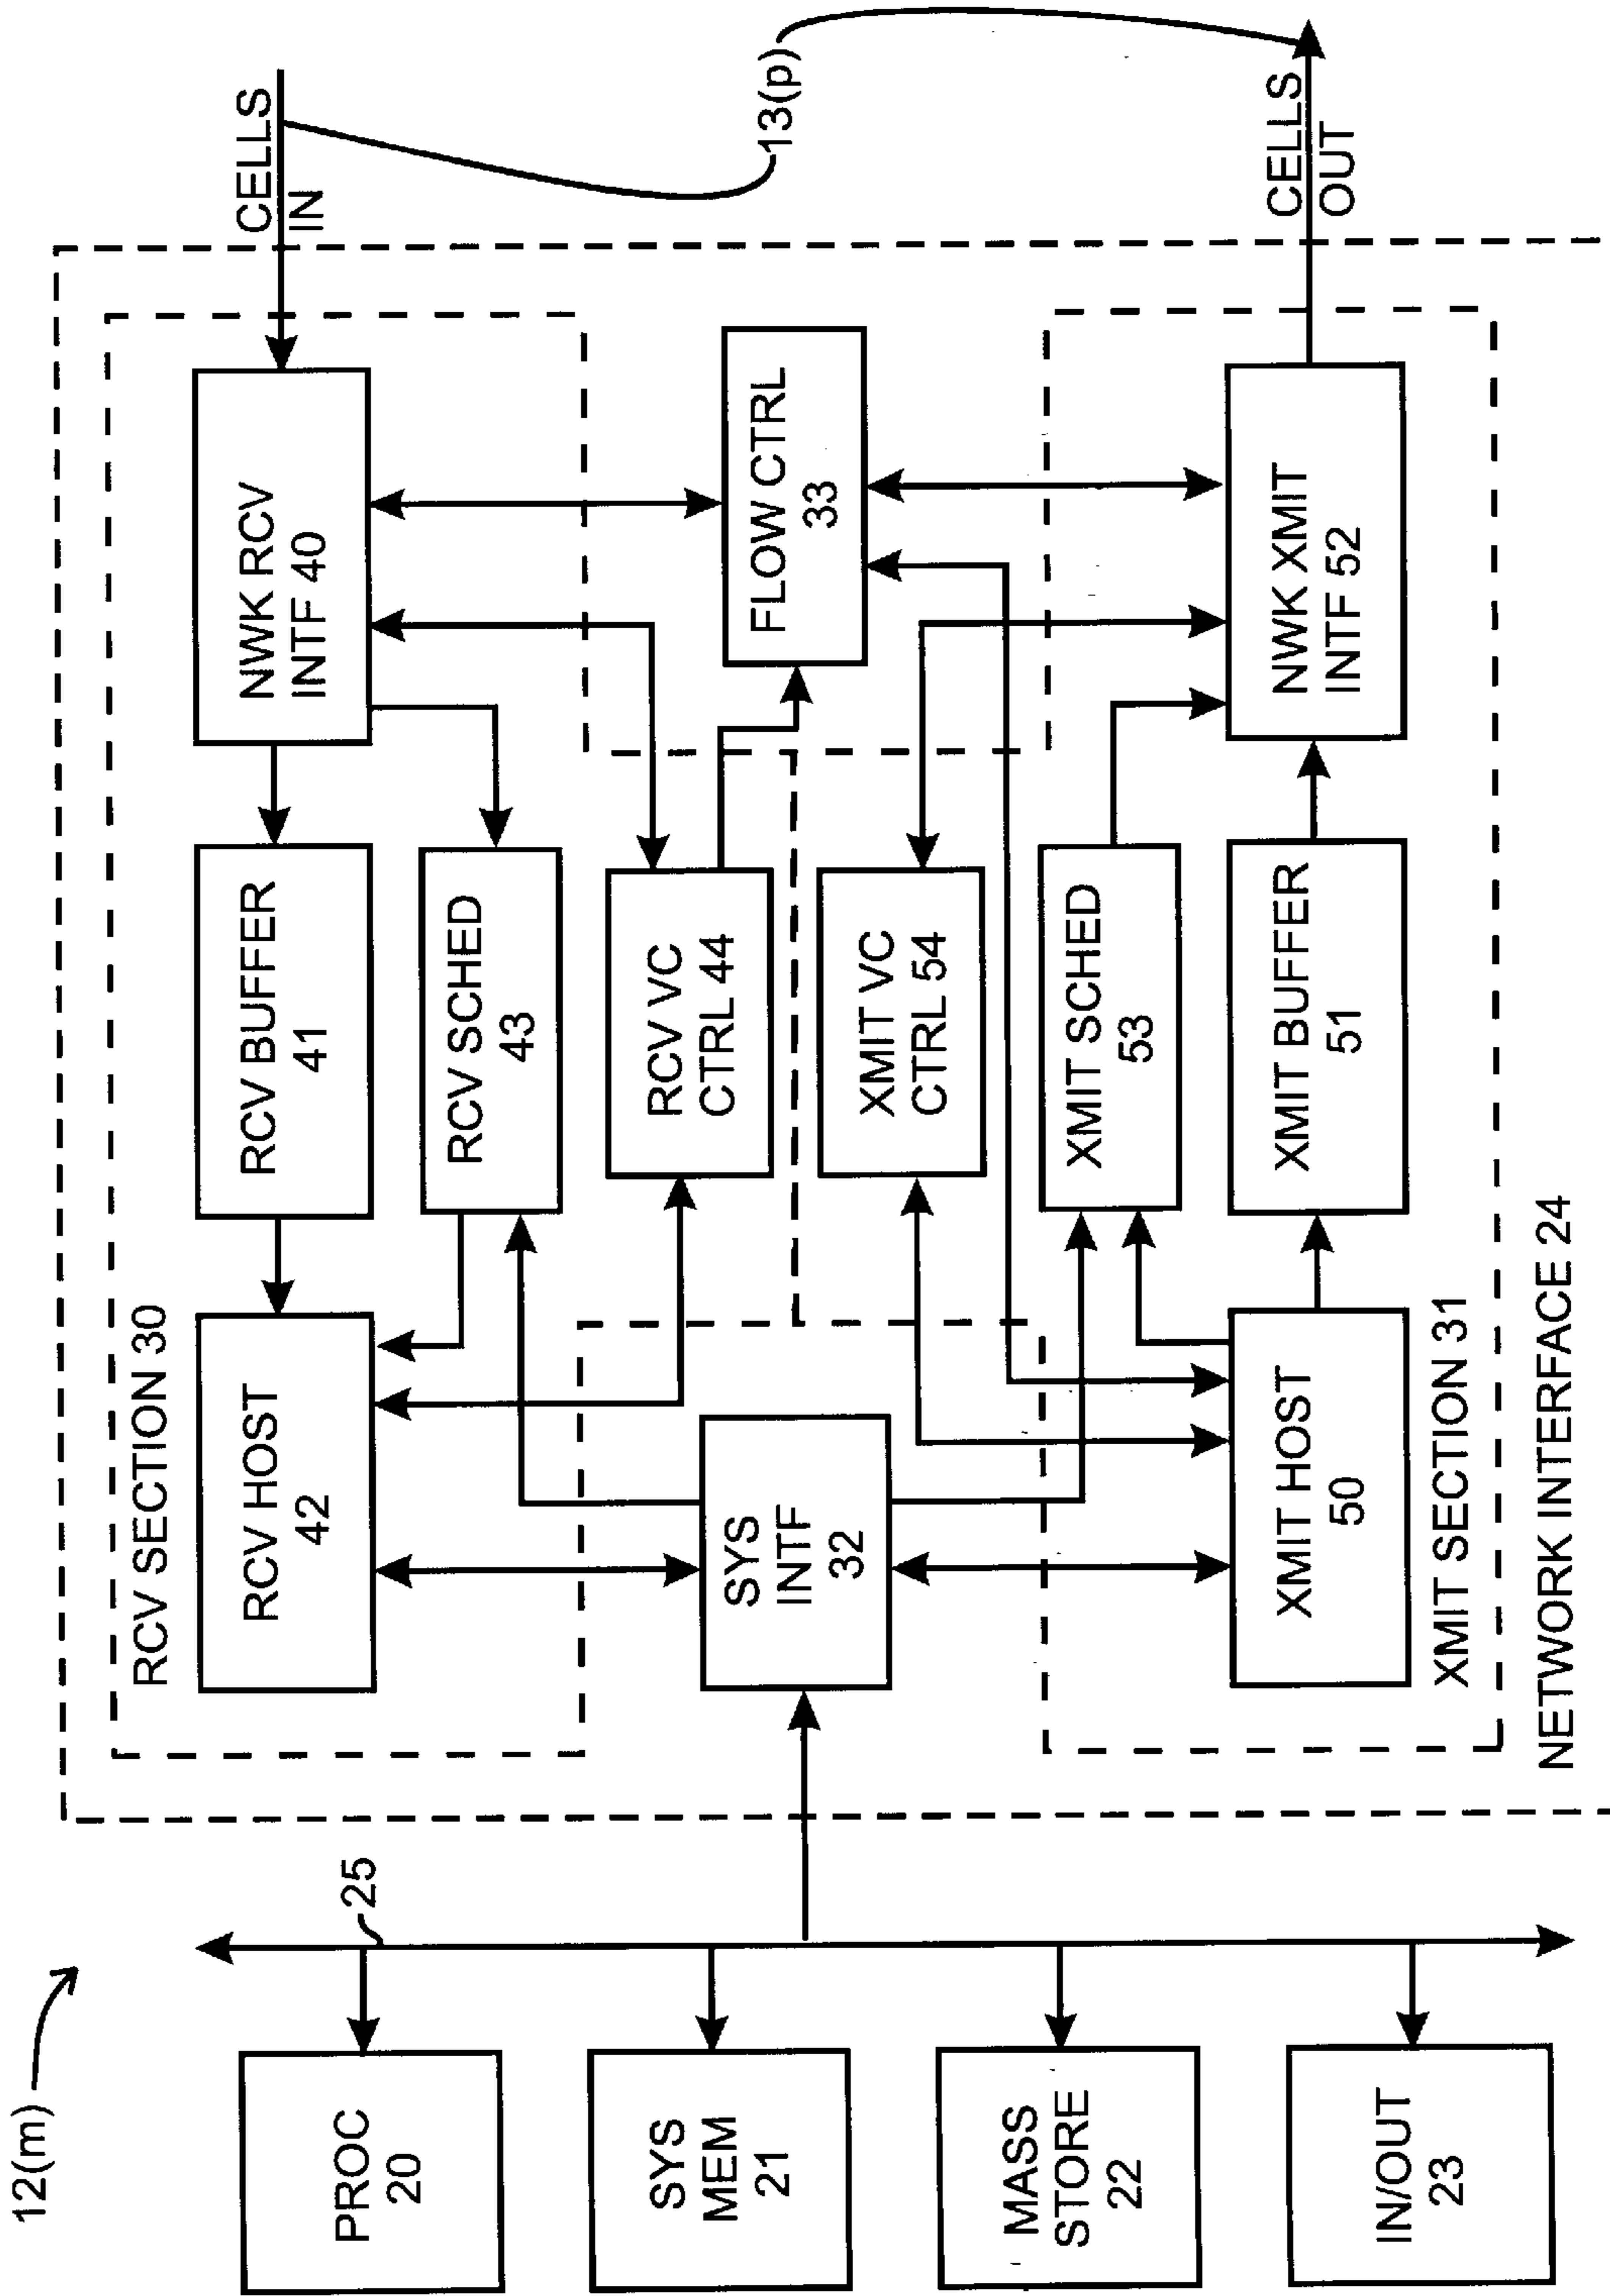 12(m)
PROC
20
SYS
MEM
21
MASS
STORE
22
IN/OUT
23
25
RCV SECTION 30
RCV HOST
42
RCV BUFFER
41
NWK RCV
INTF 40
CELLS
IN
RCV SCHED
43
RCV VC
CTRL 44
SYS
INTF
32
FLOW CTRL
33
13(p)
XMIT VC
CTRL 54
XMIT SCHED
53
XMIT HOST
50
XMIT BUFFER
51
NWK XMIT
INTF 52
CELLS
OUT
XMIT SECTION 31
NETWORK INTERFACE 24